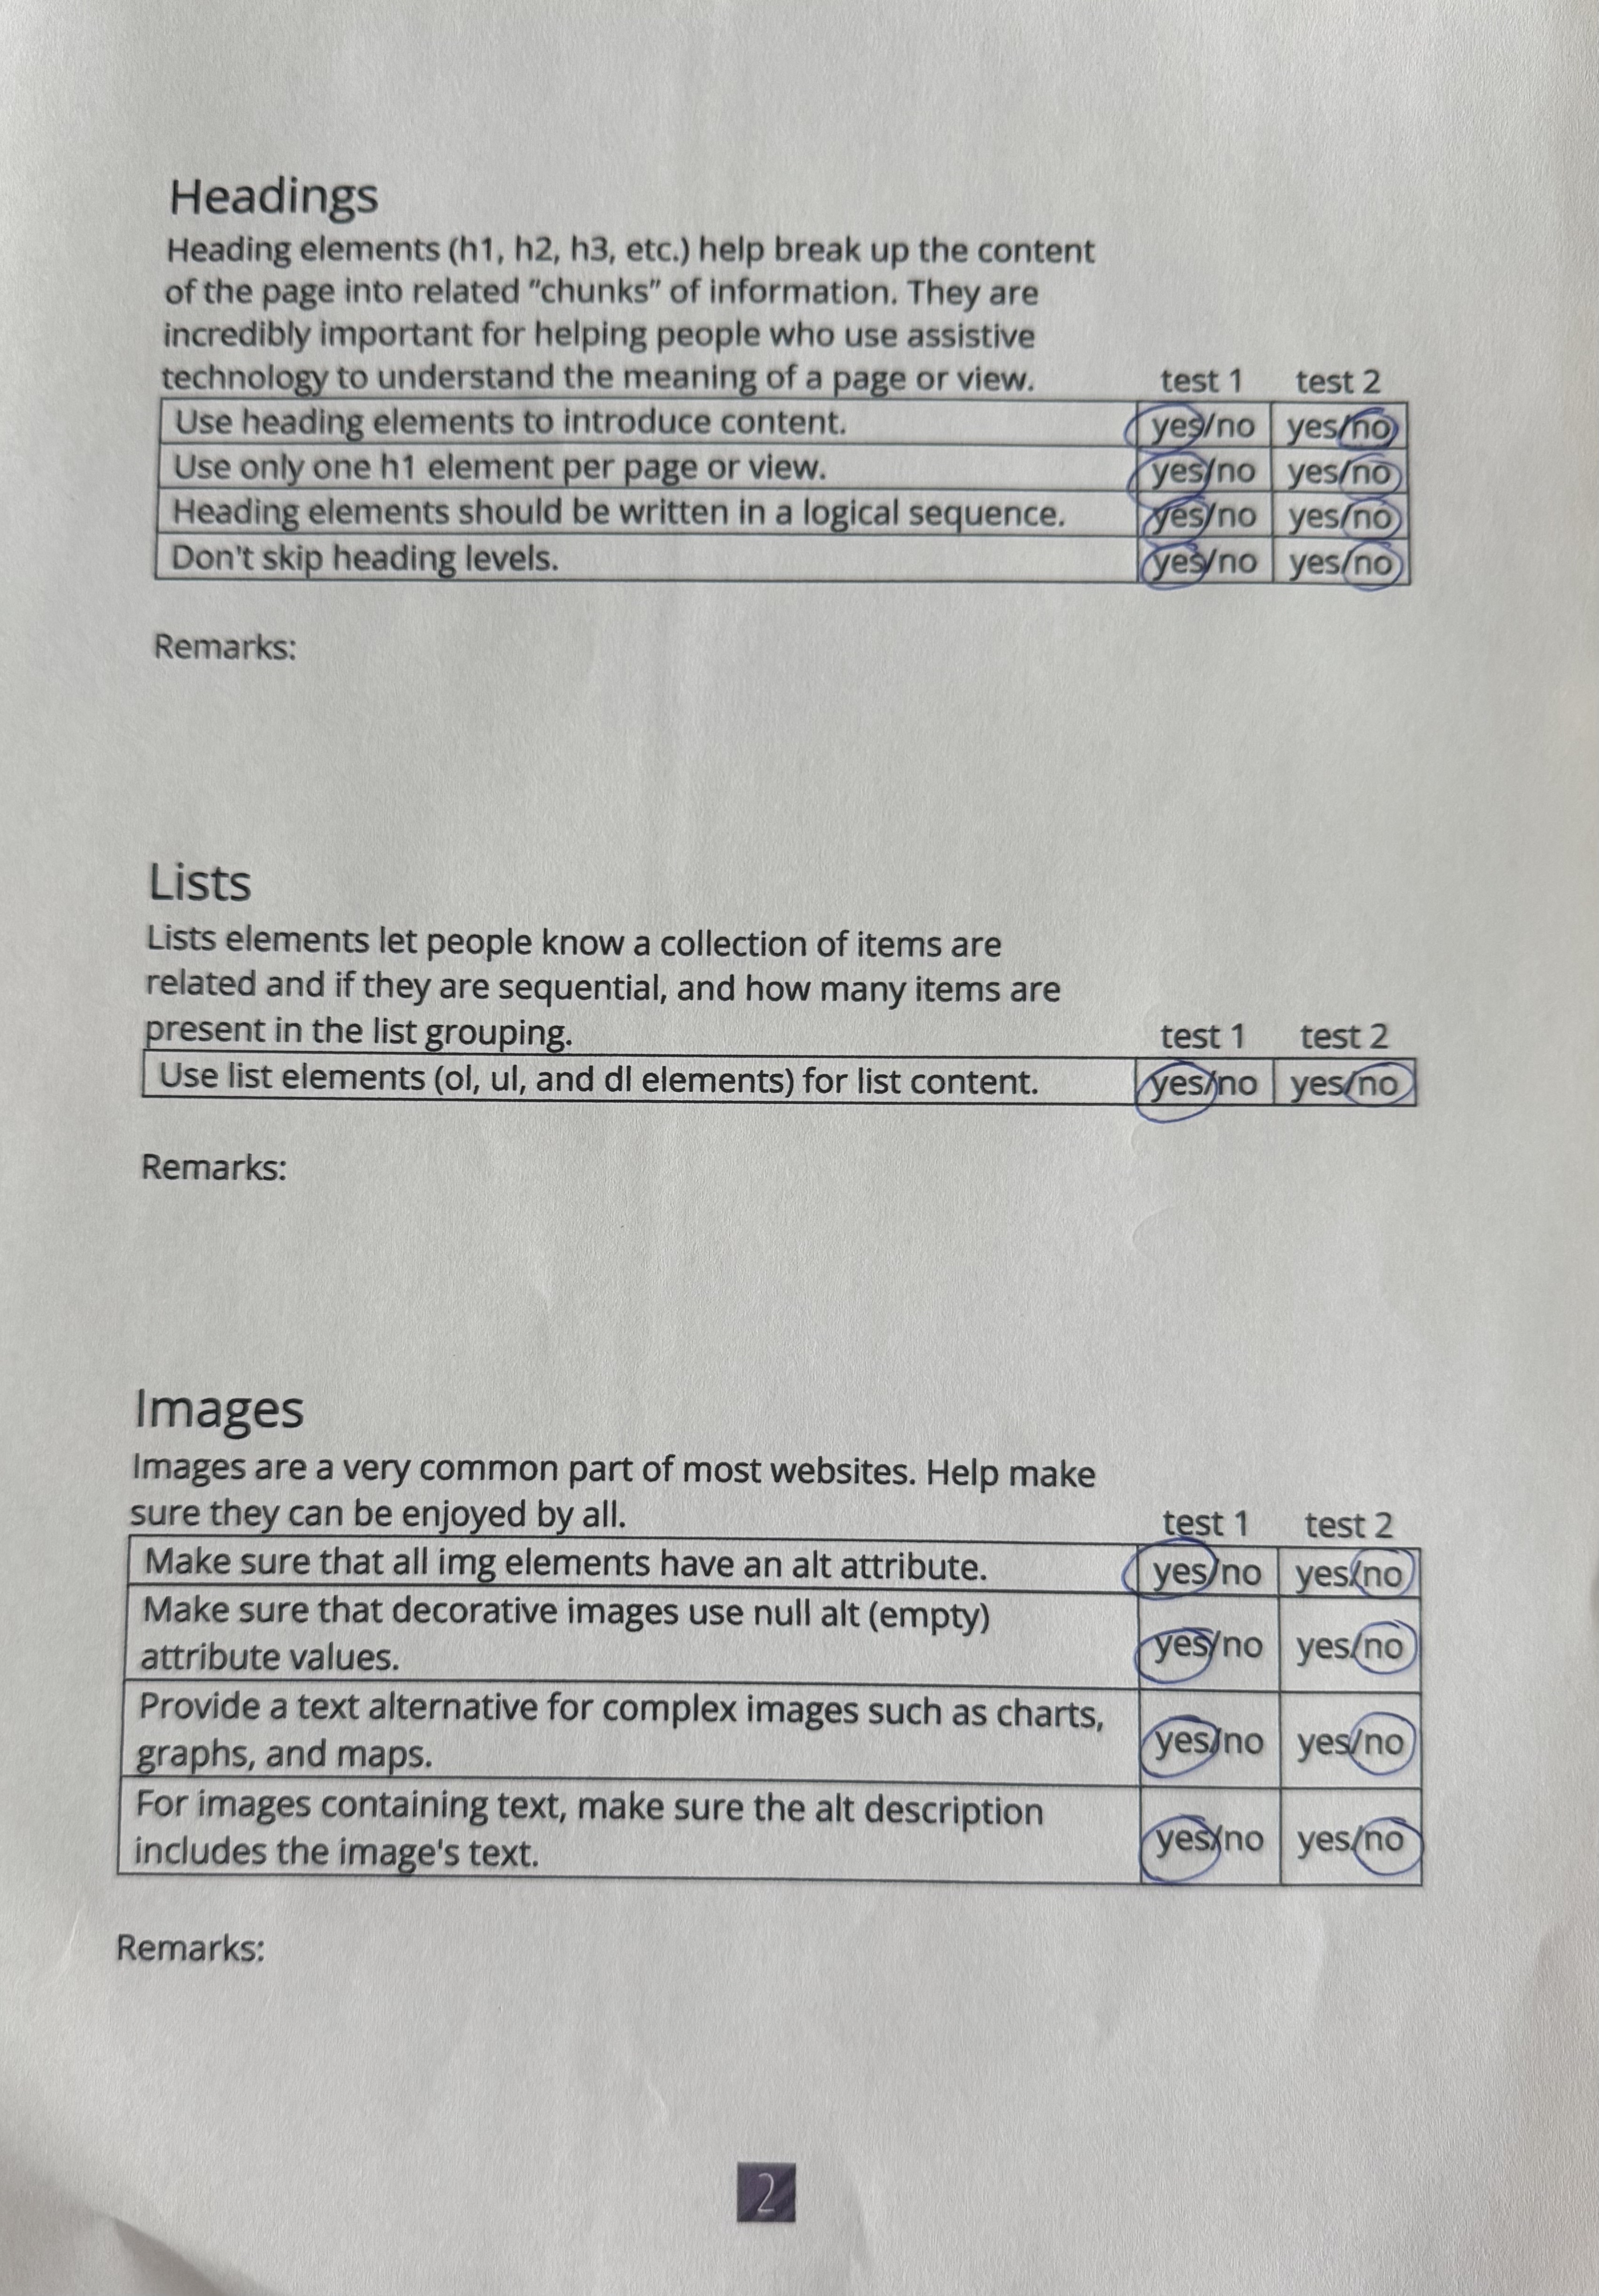 Headings
Heading elements (h1, h2, h3, etc.) help break up the content
of the page into related "chunks" of information. They are
incredibly important for helping people who use assistive
technology to understand the meaning of a page or view. test 1 test 2
Use heading elements to introduce content. yes/no yes/no
Use only one h1 element per page or view. yes/no yes/no
Heading elements should be written in a logical sequence. yes/no yes/no
Don't skip heading levels. yes/no yes/no
Remarks:
Lists
Lists elements let people know a collection of items are
related and if they are sequential, and how many items are
present in the list grouping. test 1 test 2
Use list elements (ol, ul, and dl elements) for list content. yes/no yes/no
Remarks:
Images
Images are a very common part of most websites. Help make
sure they can be enjoyed by all. test 1 test 2
Make sure that all img elements have an alt attribute. yes/no yes/no
Make sure that decorative images use null alt (empty)
attribute values. yes/no yes/no
Provide a text alternative for complex images such as charts,
graphs, and maps. yes/no yes/no
For images containing text, make sure the alt description
includes the image's text. yes/no yes/no
Remarks:
2